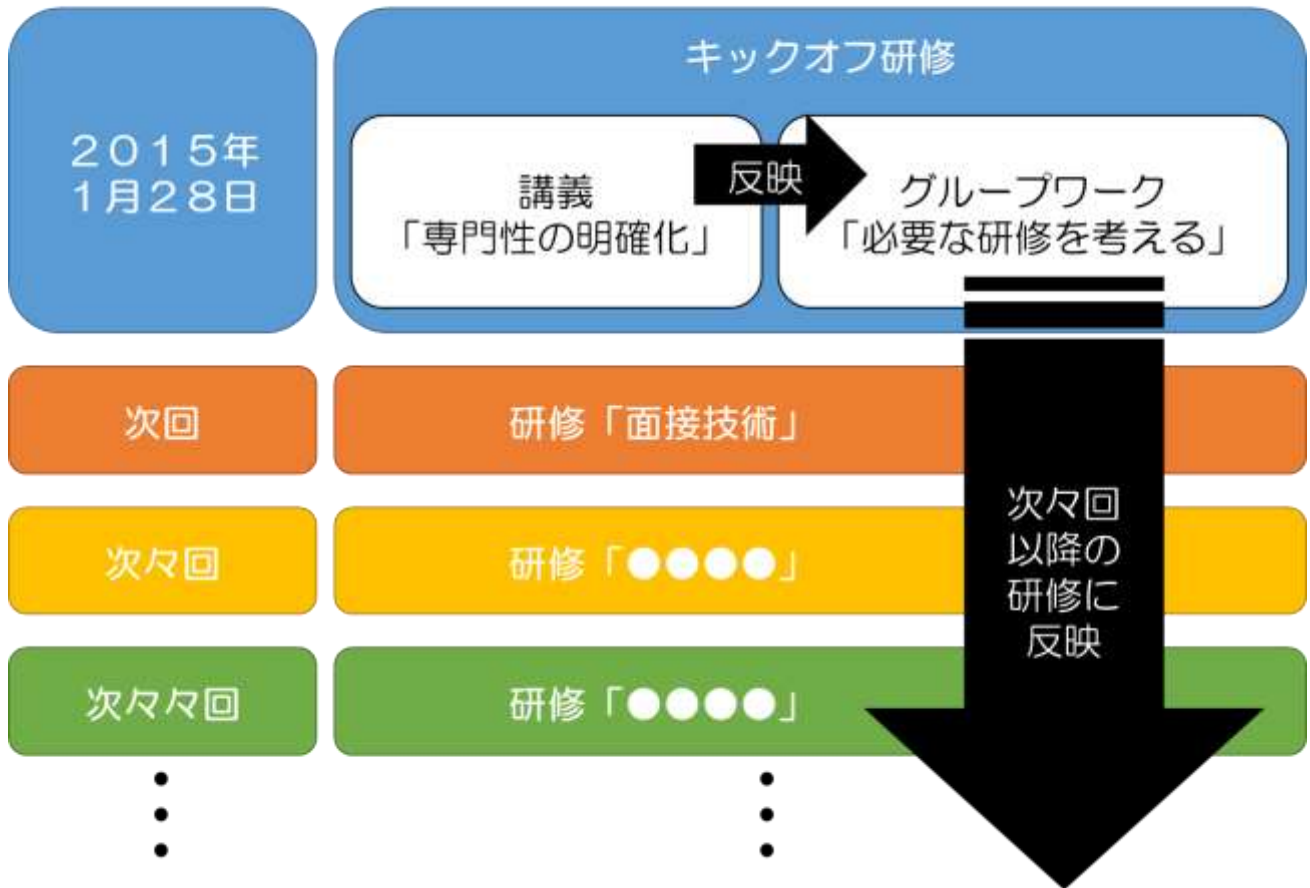 ２０１５年
１月２８日
キックオフ研修
講義
「専門性の明確化」
反映
グループワーク
「必要な研修を考える」
次回
研修「面接技術」
次々回
研修「●●●●」
次々々回
研修「●●●●」
次々回
以降の
研修に
反映